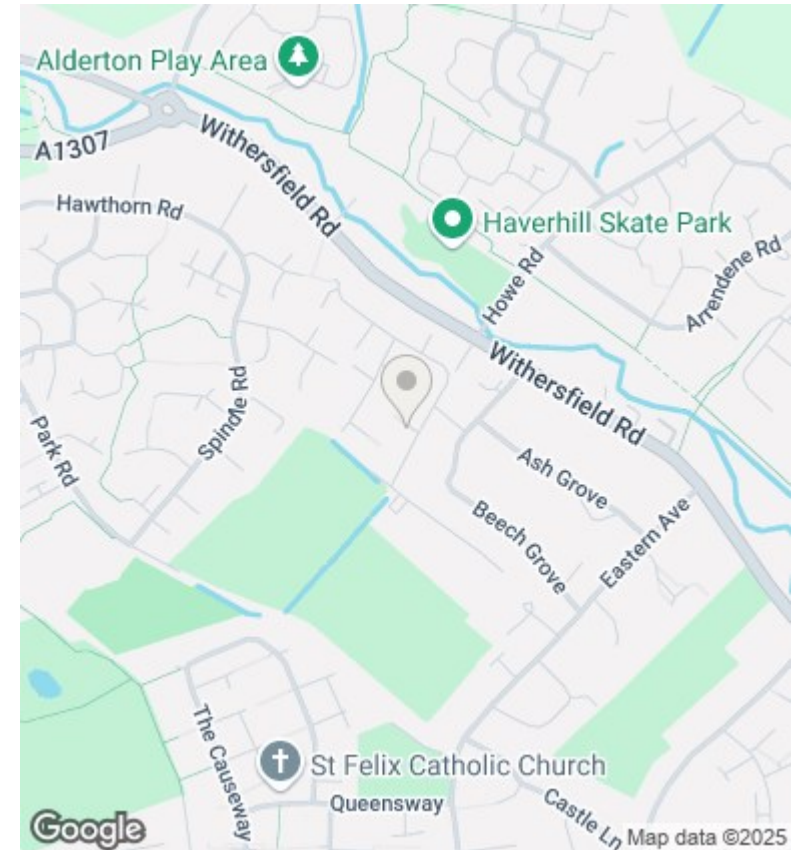 Alderton Play Area
A1307
Withersfield Rd
Hawthorn Rd
Haverhill Skate Park
Howe Rd
Arrendene Rd
Withersfield Rd
Spindle Rd
Park Rd
Ash Grove
Beech Grove
Eastern Ave
The Causeway
St Felix Catholic Church
Queensway
Castle Ln
Google
Map data ©2025